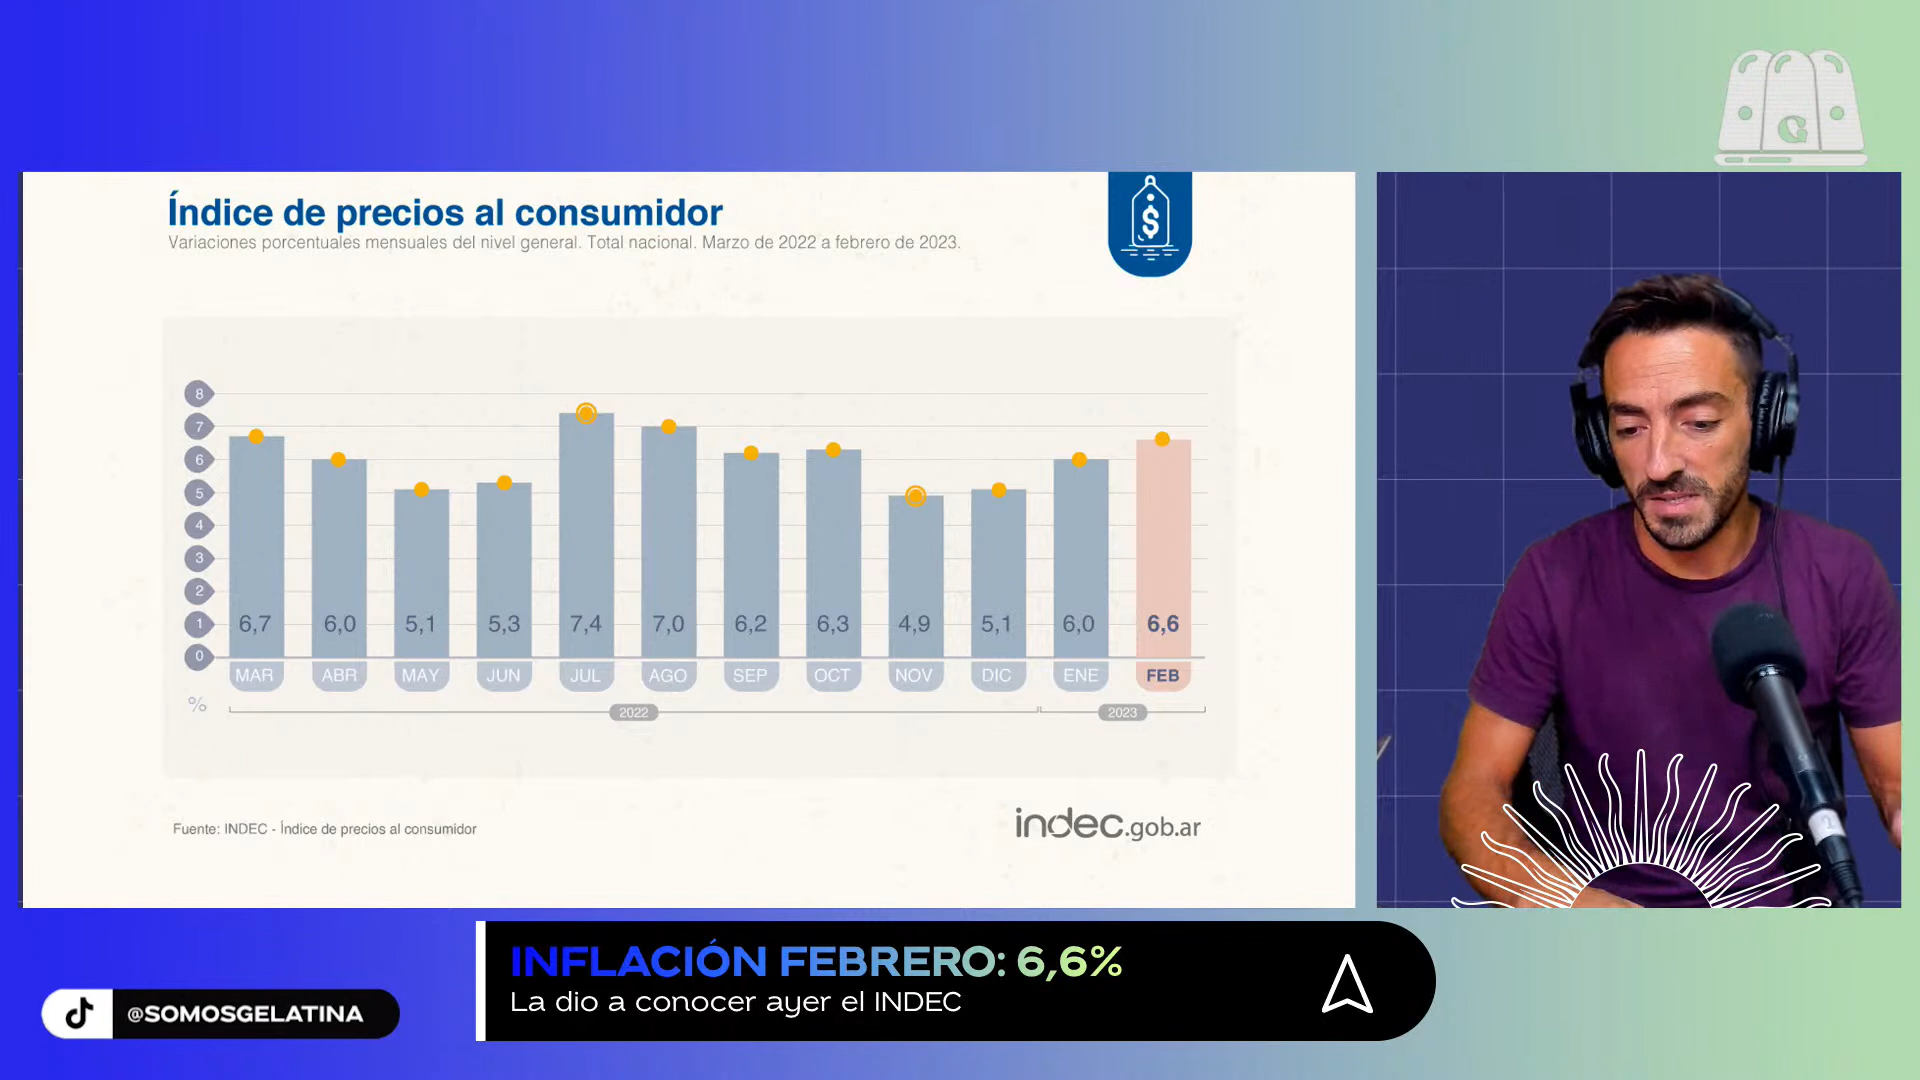 Índice de precios al consumidor
Variaciones porcentuales mensuales del nivel general. Total nacional. Marzo de 2022 a febrero de 2023.
$
8
7
6
5
4
3
2
1
0
6,7 6,0 5,1 5,3 7,4 7,0 6,2 6,3 4,9 5,1 6,0 6,6
MAR ABR MAY JUN JUL AGO SEP OCT NOV DIC ENE FEB
%
2022 2023
Fuente: INDEC - Índice de precios al consumidor
indec.gob.ar
INFLACIÓN FEBRERO: 6,6%
La dio a conocer ayer el INDEC
@SOMOSGELATINA
G